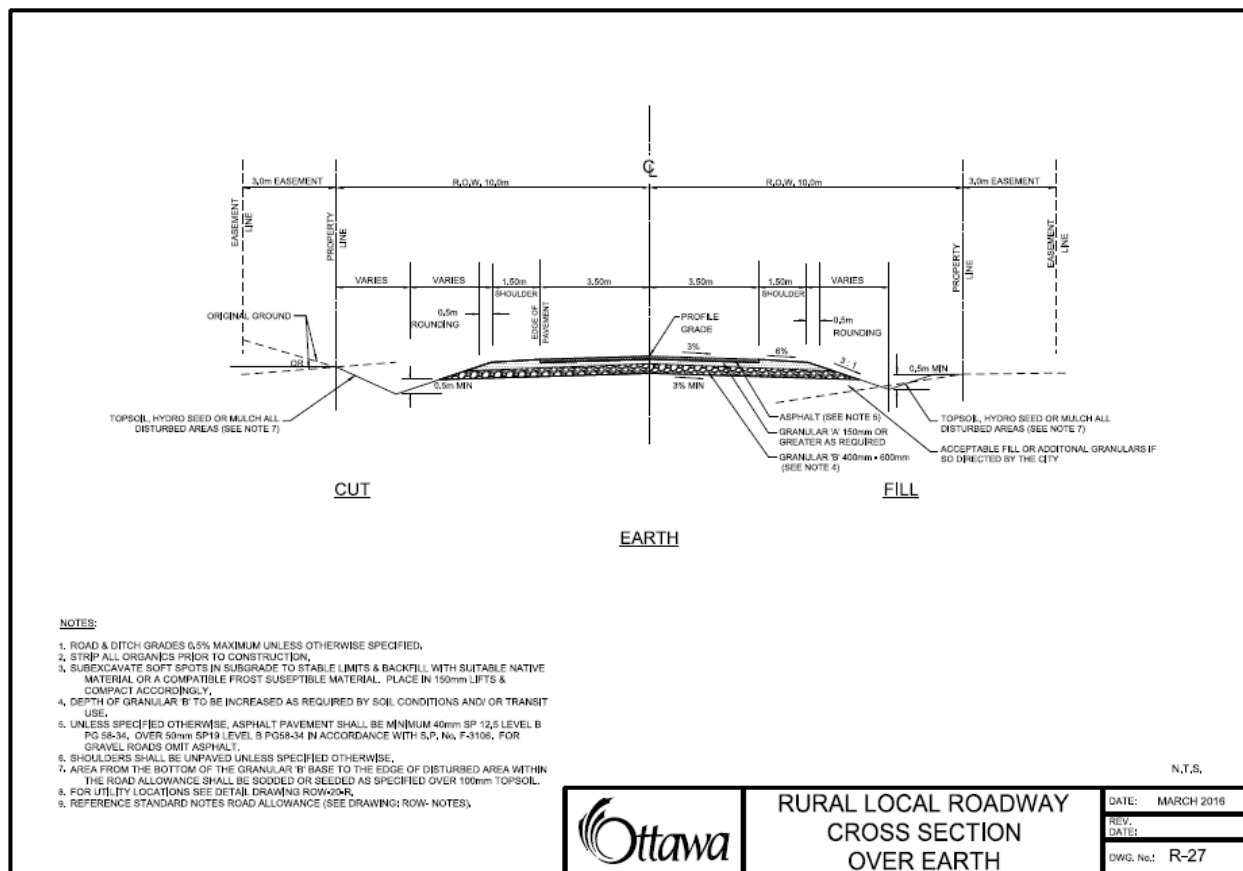 ℄
3.0m EASEMENT
R.O.W. 10.0m
R.O.W. 10.0m
3.0m EASEMENT
EASEMENT
LINE
PROPERTY
LINE
PROPERTY
LINE
EASEMENT
LINE
VARIES
VARIES
1.50m
SHOULDER
3.50m
3.50m
1.50m
SHOULDER
VARIES
0.5m
ROUNDING
EDGE OF
PAVEMENT
PROFILE
GRADE
0.5m
ROUNDING
ORIGINAL GROUND
OR
3%
6%
3 : 1
0.5m MIN
0.5m MIN
3% MIN
TOPSOIL, HYDRO SEED OR MULCH ALL
DISTURBED AREAS (SEE NOTE 7)
ASPHALT (SEE NOTE 5)
GRANULAR 'A' 150mm OR
GREATER AS REQUIRED
GRANULAR 'B' 400mm - 600mm
(SEE NOTE 4)
TOPSOIL, HYDRO SEED OR MULCH ALL
DISTURBED AREAS (SEE NOTE 7)
ACCEPTABLE FILL OR ADDITONAL GRANULARS IF
SO DIRECTED BY THE CITY
CUT
FILL
EARTH
NOTES:
1. ROAD & DITCH GRADES 0.5% MAXIMUM UNLESS OTHERWISE SPECIFIED.
2. STRIP ALL ORGANICS PRIOR TO CONSTRUCTION.
3. SUBEXCAVATE SOFT SPOTS IN SUBGRADE TO STABLE LIMITS & BACKFILL WITH SUITABLE NATIVE
MATERIAL OR A COMPATIBLE FROST SUSEPTIBLE MATERIAL. PLACE IN 150mm LIFTS &
COMPACT ACCORDINGLY.
4. DEPTH OF GRANULAR 'B' TO BE INCREASED AS REQUIRED BY SOIL CONDITIONS AND/ OR TRANSIT
USE.
5. UNLESS SPECIFIED OTHERWISE, ASPHALT PAVEMENT SHALL BE MINIMUM 40mm SP 12.5 LEVEL B
PG 58-34, OVER 50mm SP19 LEVEL B PG58-34 IN ACCORDANCE WITH S.P. No. F-3106. FOR
GRAVEL ROADS OMIT ASPHALT.
6. SHOULDERS SHALL BE UNPAVED UNLESS SPECIFIED OTHERWISE.
7. AREA FROM THE BOTTOM OF THE GRANULAR 'B' BASE TO THE EDGE OF DISTURBED AREA WITHIN
THE ROAD ALLOWANCE SHALL BE SODDED OR SEEDED AS SPECIFIED OVER 100mm TOPSOIL.
8. FOR UTILITY LOCATIONS SEE DETAIL DRAWING ROW-20-R.
9. REFERENCE STANDARD NOTES ROAD ALLOWANCE (SEE DRAWING: ROW- NOTES).
N.T.S.
Ottawa
RURAL LOCAL ROADWAY
CROSS SECTION
OVER EARTH
DATE: MARCH 2016
REV.
DATE:
DWG. No.: R-27